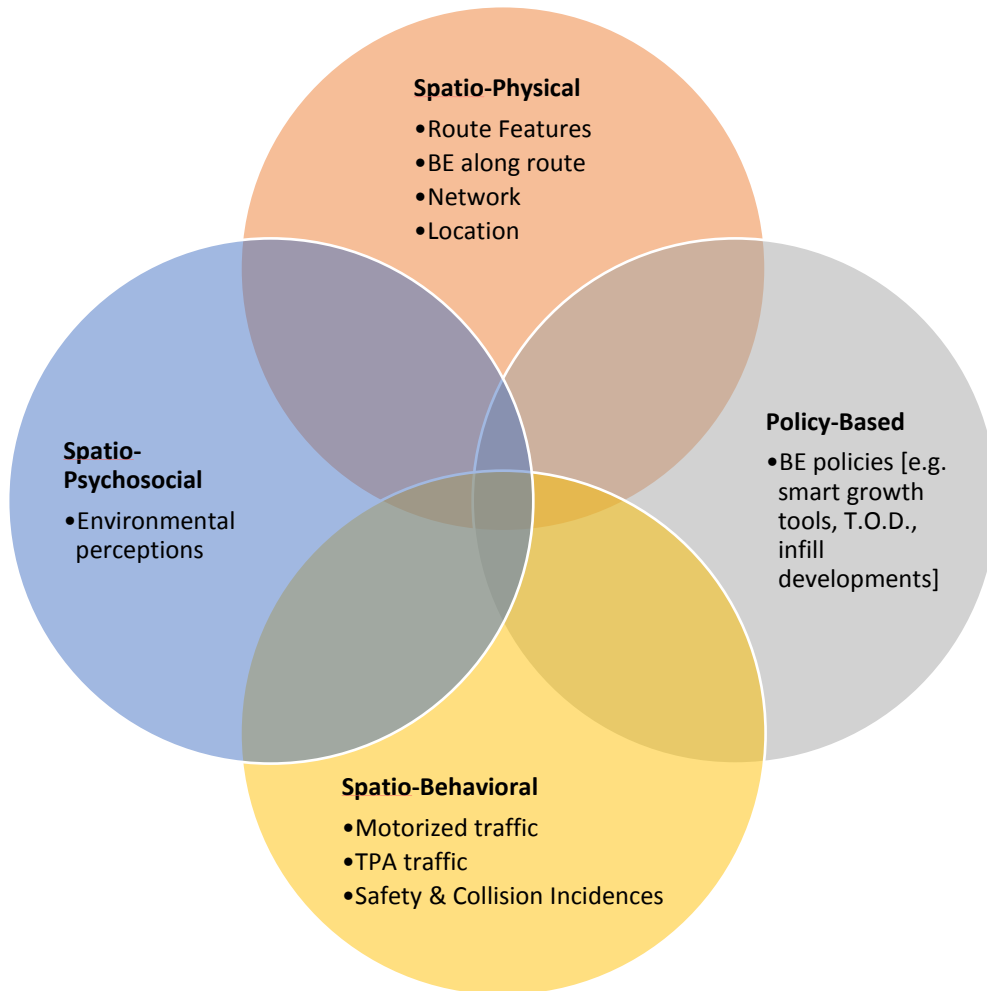 Spatio-Physical
•Route Features
•BE along route
•Network
•Location
Spatio-
Psychosocial
•Environmental
perceptions
Policy-Based
•BE policies [e.g.
smart growth
tools, T.O.D.,
infill
developments]
Spatio-Behavioral
•Motorized traffic
•TPA traffic
•Safety & Collision Incidences